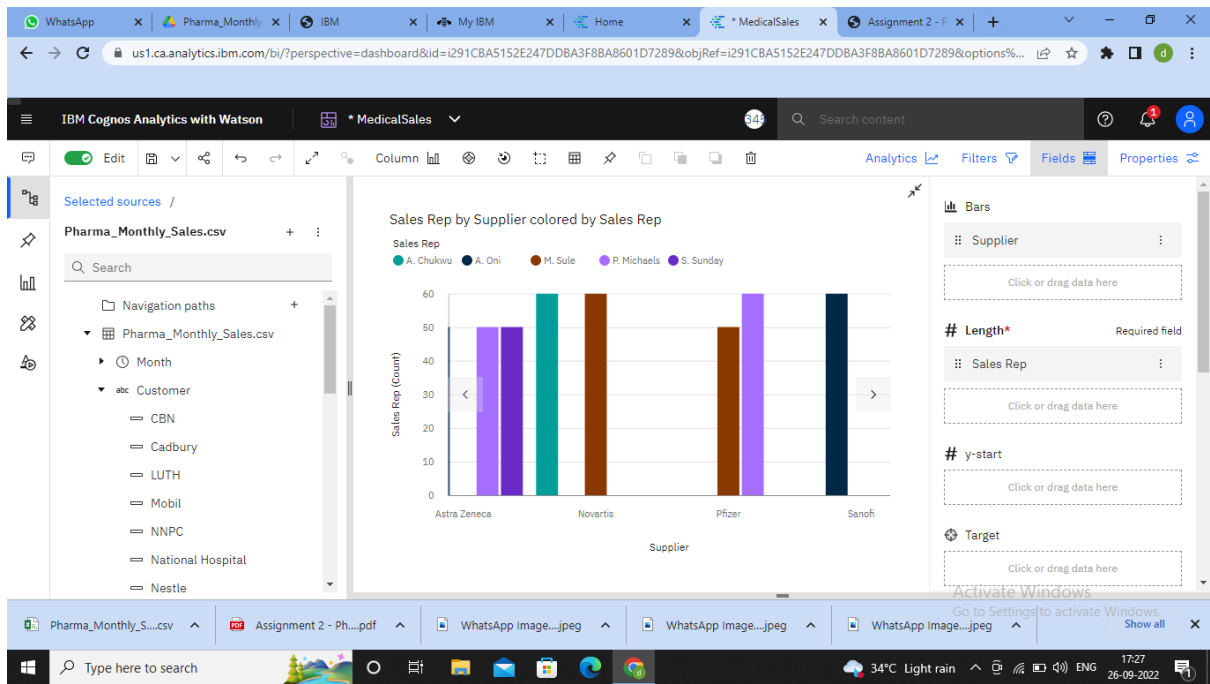 WhatsApp
Pharma_Monthly
IBM
My IBM
Home
* MedicalSales
Assignment 2 - P
us1.ca.analytics.ibm.com/bi/?perspective=dashboard&id=i291CBA5152E247DDBA3F8BA8601D7289&objRef=i291CBA5152E247DDBA3F8BA8601D7289&options%...
d
IBM Cognos Analytics with Watson
* MedicalSales
Search content
1
Edit
Column
Analytics
Filters
Fields
Properties
Selected sources /
Pharma_Monthly_Sales.csv
Search
Navigation paths
Pharma_Monthly_Sales.csv
Month
abc Customer
CBN
Cadbury
LUTH
Mobil
NNPC
National Hospital
Nestle
Sales Rep by Supplier colored by Sales Rep
Sales Rep
A. Chukwu A. Oni M. Sule P. Michaels S. Sunday
60
50
40
30
20
10
0
Sales Rep (Count)
Astra Zeneca Novartis Pfizer Sanofi
Supplier
Bars
Supplier
Click or drag data here
# Length* Required field
Sales Rep
Click or drag data here
# y-start
Click or drag data here
Target
Click or drag data here
Activate Windows
Go to Settings to activate Windows.
Pharma_Monthly_S....csv
PDF
Assignment 2 - Ph....pdf
WhatsApp Image....jpeg
WhatsApp Image....jpeg
WhatsApp Image....jpeg
Show all
Type here to search
34°C Light rain
ENG
17:27
26-09-2022
1